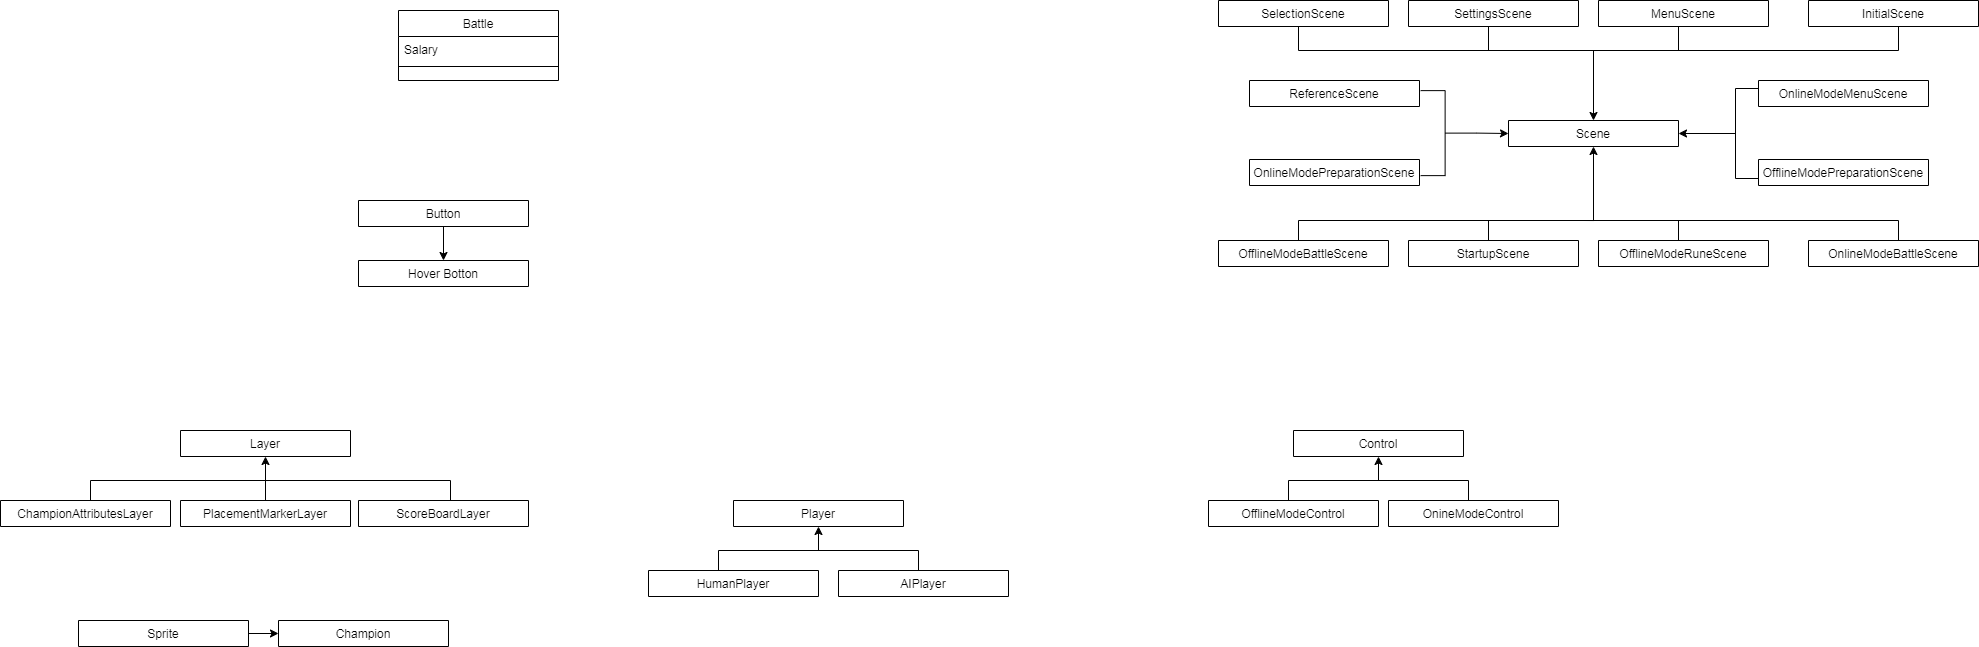 Battle
Salary
SelectionScene
SettingsScene
MenuScene
InitialScene
ReferenceScene
OnlineModeMenuScene
Scene
OnlineModePreparationScene
OfflineModePreparationScene
OfflineModeBattleScene
StartupScene
OfflineModeRuneScene
OnlineModeBattleScene
Button
Hover Botton
Layer
ChampionAttributesLayer
PlacementMarkerLayer
ScoreBoardLayer
Player
HumanPlayer
AIPlayer
Control
OfflineModeControl
OnineModeControl
Sprite
Champion